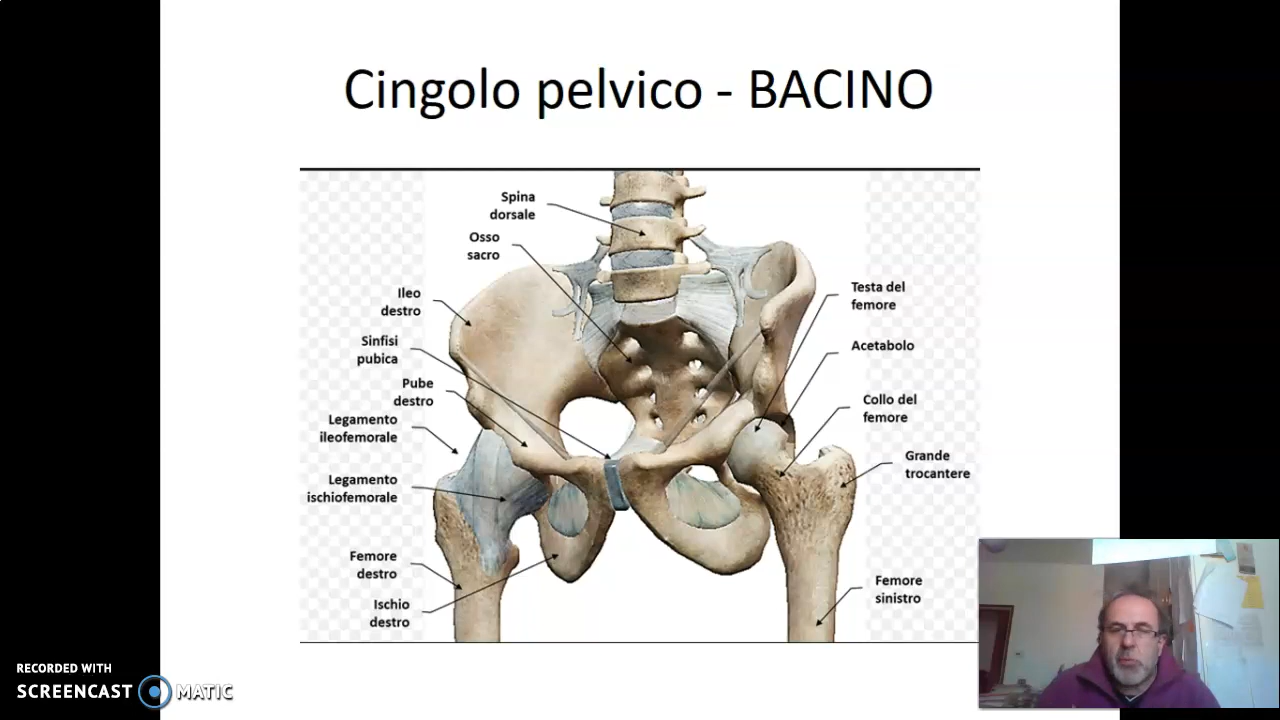 Cingolo pelvico - BACINO
Spina
dorsale
Osso
sacro
Ileo
destro
Sinfisi
pubica
Pube
destro
Legamento
ileofemorale
Legamento
ischiofemorale
Femore
destro
Ischio
destro
Testa del
femore
Acetabolo
Collo del
femore
Grande
trocantere
Femore
sinistro
RECORDED WITH
SCREENCAST MATIC